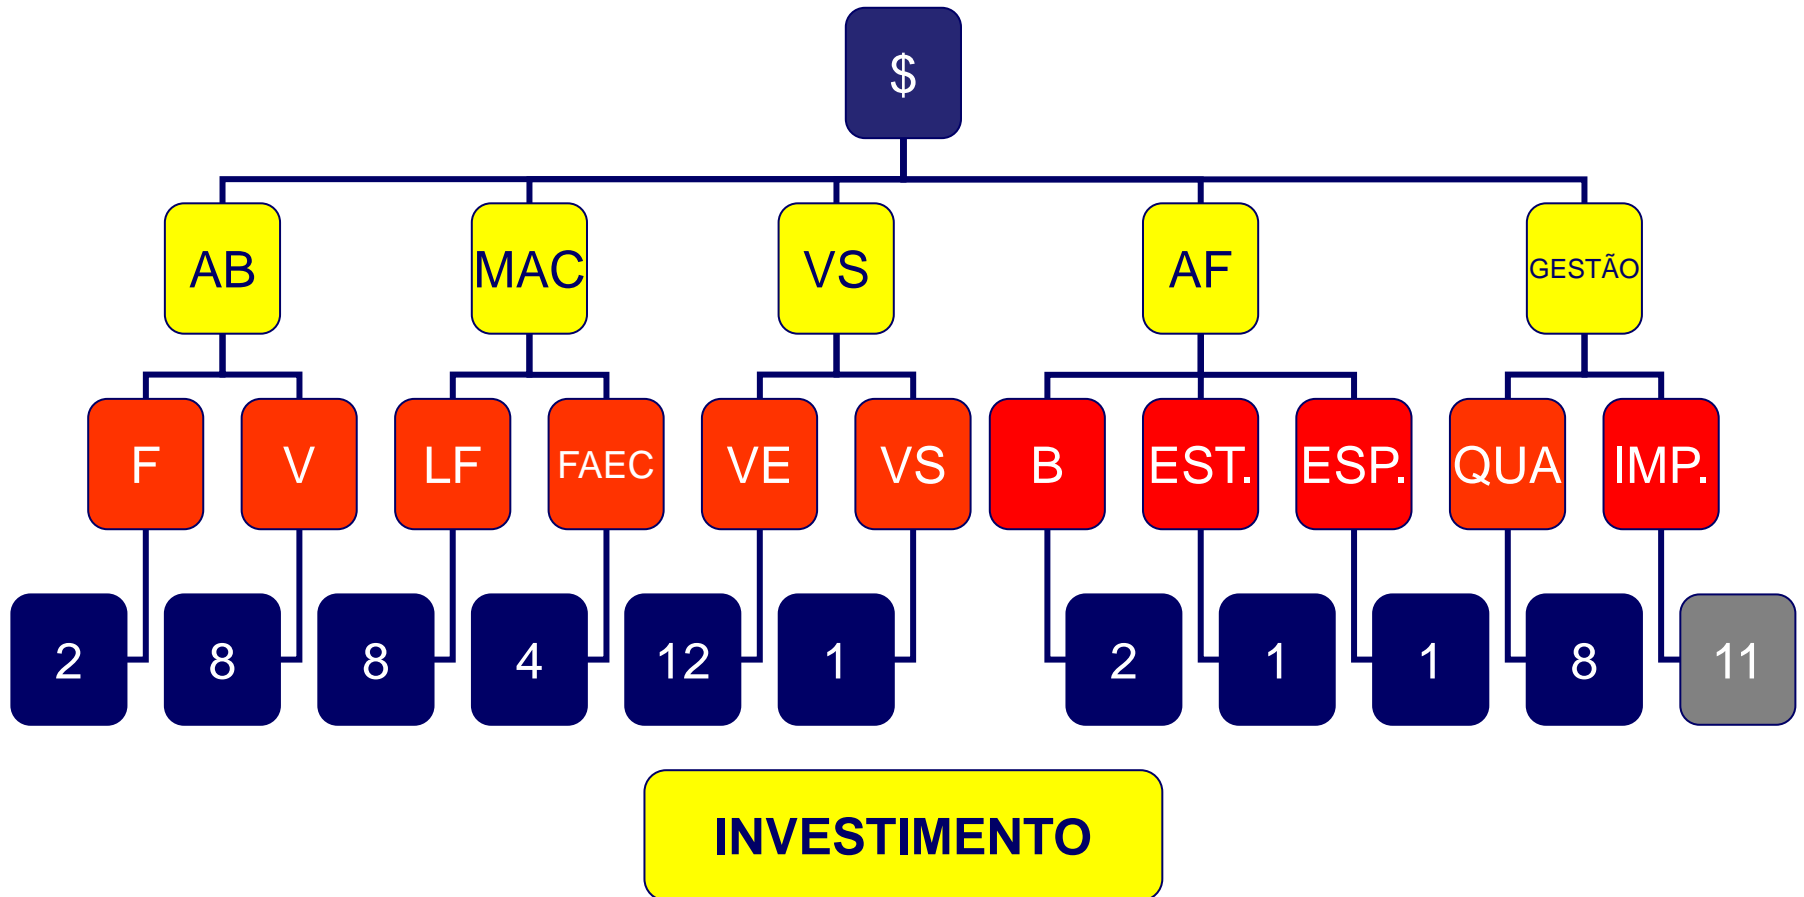 $
AB
MAC
VS
AF
GESTÃO
F
V
LF
FAEC
VE
VS
B
EST.
ESP.
QUA
IMP.
2
8
8
4
12
1
2
1
1
8
11
INVESTIMENTO